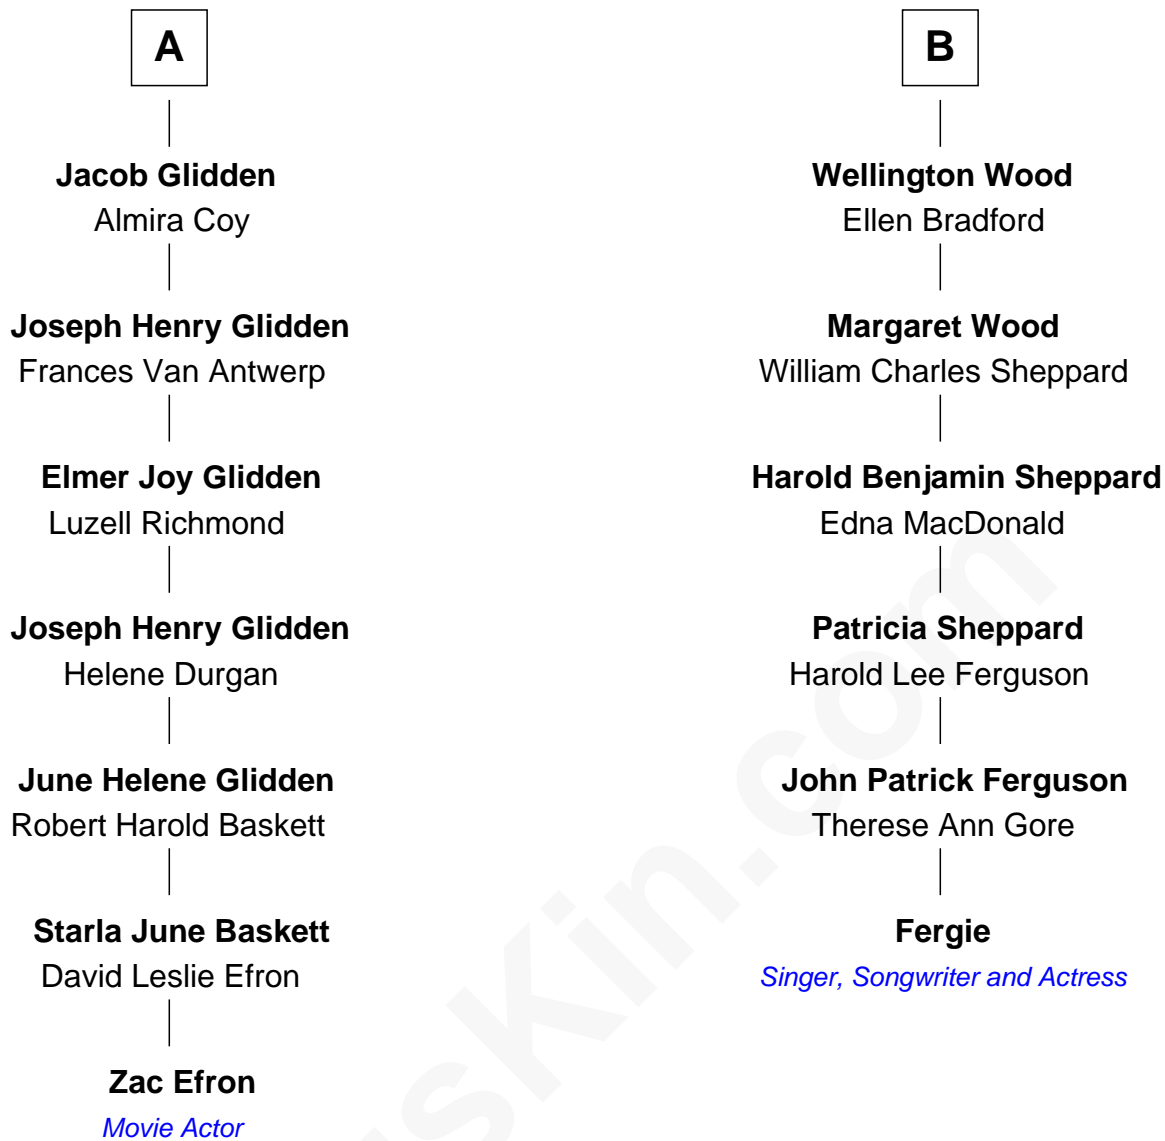 A
Jacob Glidden
Almira Coy
Joseph Henry Glidden
Frances Van Antwerp
Elmer Joy Glidden
Luzell Richmond
Joseph Henry Glidden
Helene Durgan
June Helene Glidden
Robert Harold Baskett
Starla June Baskett
David Leslie Efron
Zac Efron
Movie Actor
B
Wellington Wood
Ellen Bradford
Margaret Wood
William Charles Sheppard
Harold Benjamin Sheppard
Edna MacDonald
Patricia Sheppard
Harold Lee Ferguson
John Patrick Ferguson
Therese Ann Gore
Fergie
Singer, Songwriter and Actress